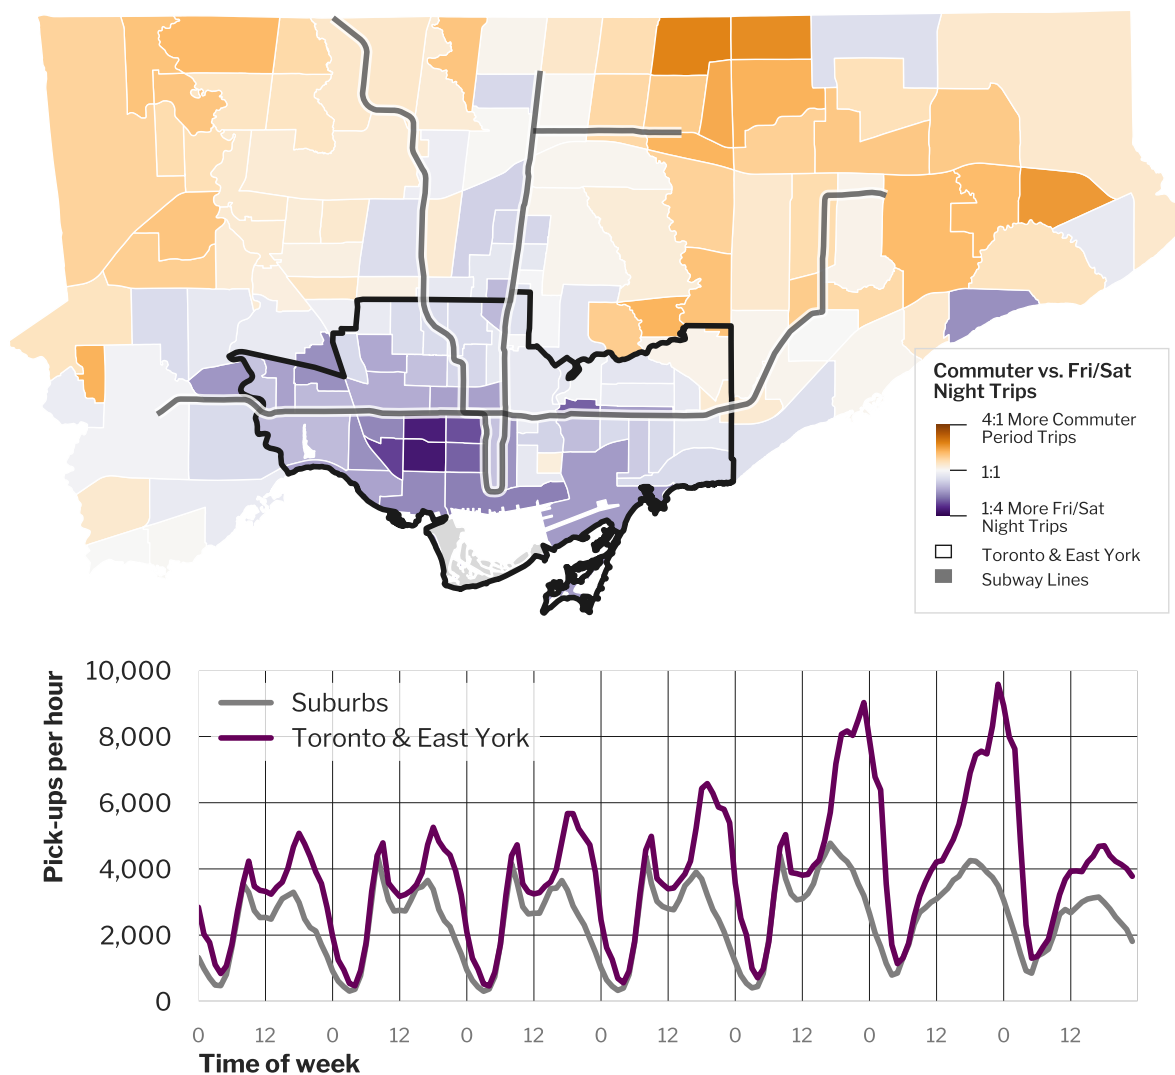 Commuter vs. Fri/Sat
Night Trips
4:1 More Commuter
Period Trips
1:1
1:4 More Fri/Sat
Night Trips
Toronto & East York
Subway Lines
10,000
8,000
6,000
4,000
2,000
0
Pick-ups per hour
Suburbs
Toronto & East York
0 12 0 12 0 12 0 12 0 12 0 12 0 12
Time of week